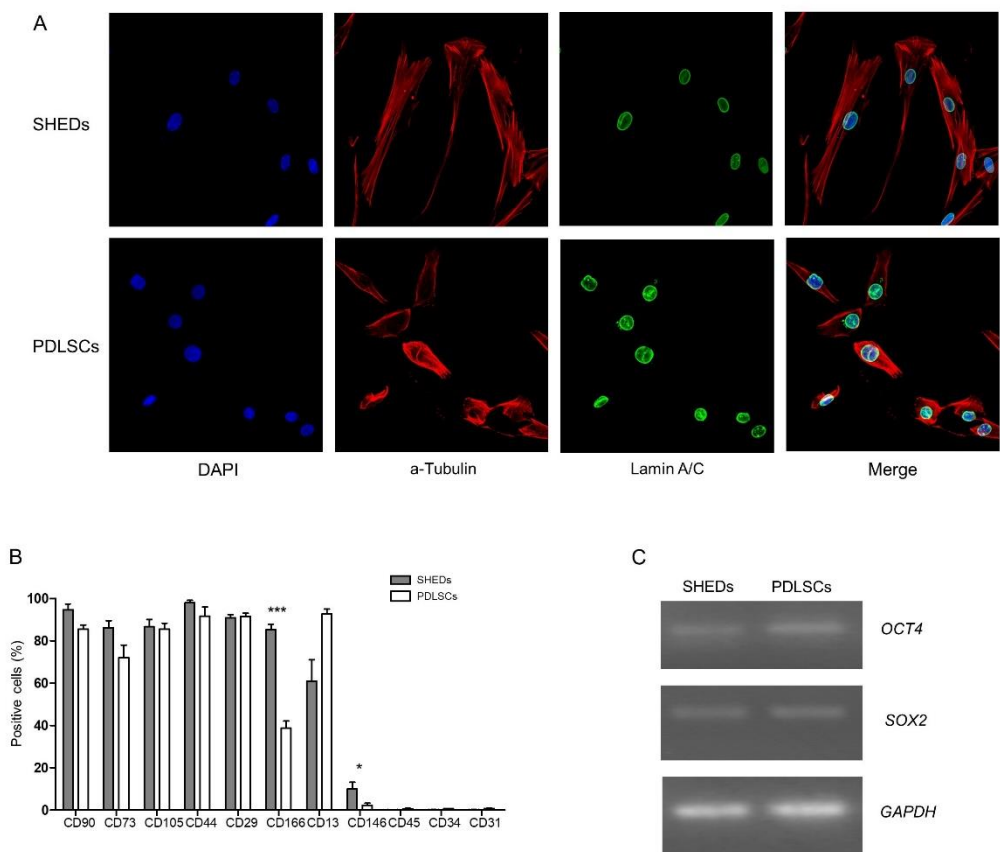 A
SHEDs
PDLSCs
DAPI a-Tubulin Lamin A/C Merge
B
SHEDs
PDLSCs
Positive cells (%)
100
80
60
40
20
0
***
*
CD90 CD73 CD105 CD44 CD29 CD166 CD13 CD146 CD45 CD34 CD31
C
SHEDs PDLSCs
OCT4
SOX2
GAPDH